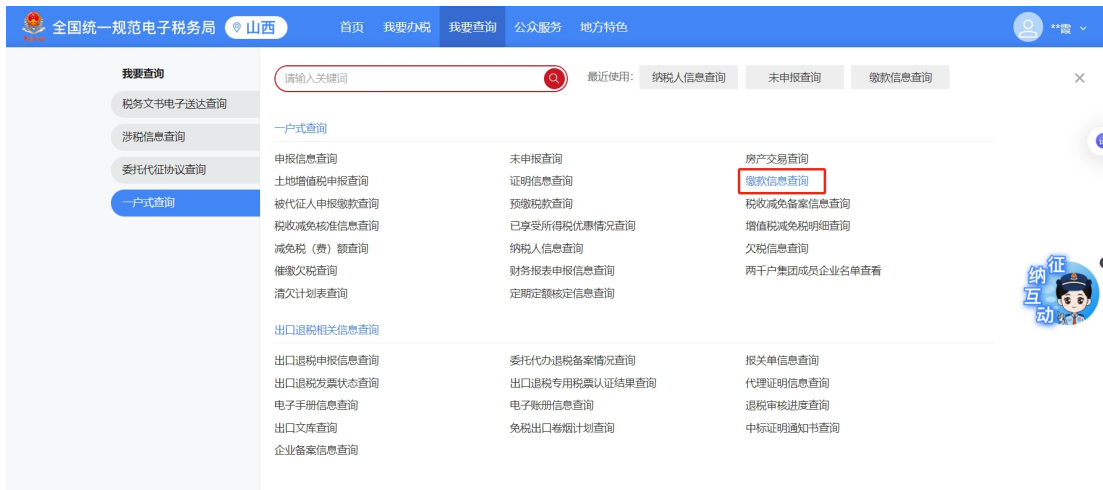 全国统一规范电子税务局 山西 首页 我要办税 我要查询 公众服务 地方特色 **霞
我要查询
税务文书电子送达查询
涉税信息查询
委托代征协议查询
一户式查询
请输入关键词 最近使用: 纳税人信息查询 未申报查询 缴款信息查询
一户式查询
申报信息查询 未申报查询 房产交易查询
土地增值税申报查询 证明信息查询 缴款信息查询
被代征人申报缴款查询 预缴税款查询 税收减免备案信息查询
税收减免核准信息查询 已享受所得税优惠情况查询 增值税减免税明细查询
减免税（费）额查询 纳税人信息查询 欠税信息查询
催缴欠税查询 财务报表申报信息查询 两千户集团成员企业名单查看
清欠计划表查询 定期定额核定信息查询
出口退税相关信息查询
出口退税申报信息查询 委托代办退税备案情况查询 报关单信息查询
出口退税发票状态查询 出口退税专用税票认证结果查询 代理证明信息查询
电子手册信息查询 电子账册信息查询 退税审核进度查询
出口文库查询 免税出口卷烟计划查询 中标证明通知书查询
企业备案信息查询
征纳互动